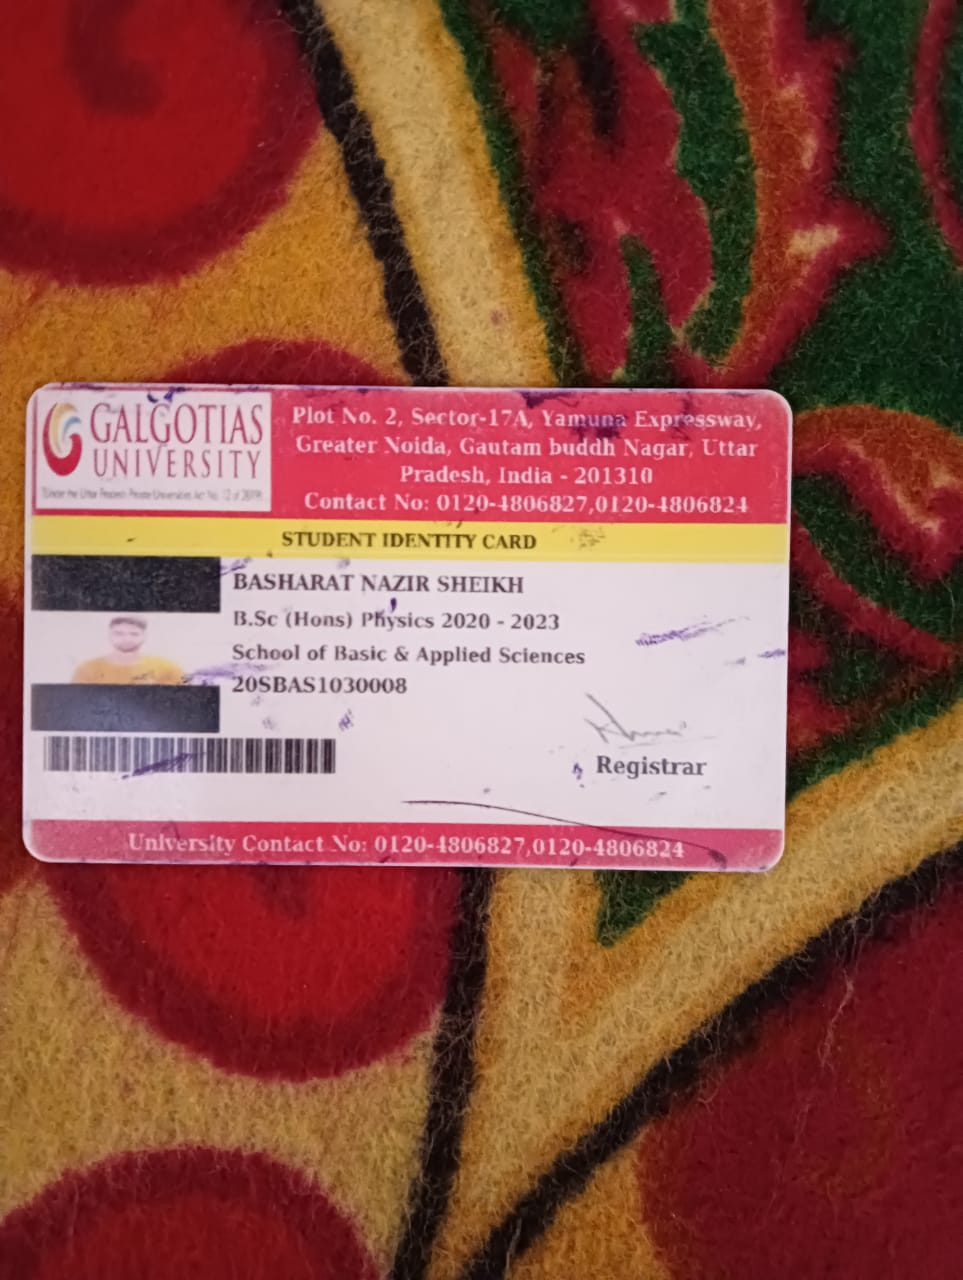 GALGOTIAS
UNIVERSITY
Plot No. 2, Sector-17A, Yamuna Expressway,
Greater Noida, Gautam buddh Nagar, Uttar
Pradesh, India - 201310
Contact No: 0120-4806827,0120-4806824
STUDENT IDENTITY CARD
BASHARAT NAZIR SHEIKH
B.Sc (Hons) Physics 2020 - 2023
School of Basic & Applied Sciences
20SBAS1030008
Registrar
University Contact No: 0120-4806827,0120-4806824